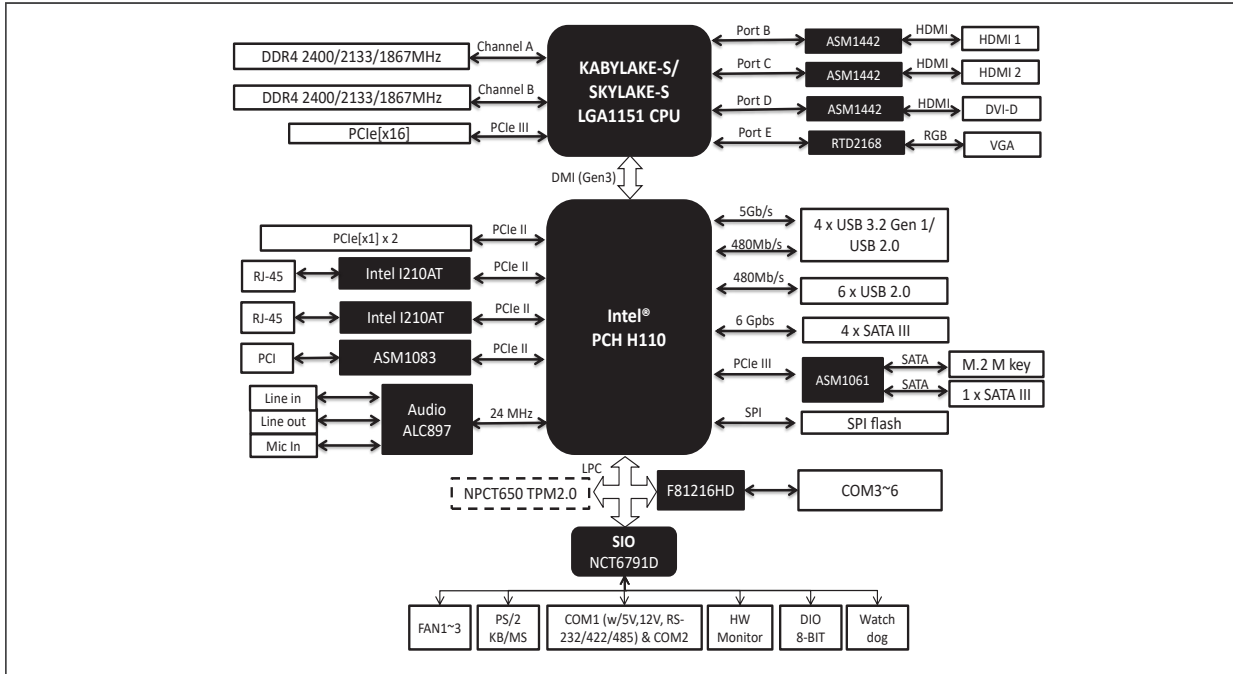 DDR4 2400/2133/1867MHz
Channel A
DDR4 2400/2133/1867MHz
Channel B
PCIe[x16]
PCIe III
KABYLAKE-S/
SKYLAKE-S
LGA1151 CPU
Port B
ASM1442
HDMI
HDMI 1
Port C
ASM1442
HDMI
HDMI 2
Port D
ASM1442
HDMI
DVI-D
Port E
RTD2168
RGB
VGA
DMI (Gen3)
PCIe[x1] x 2
PCIe II
RJ-45
Intel I210AT
PCIe II
RJ-45
Intel I210AT
PCIe II
PCI
ASM1083
PCIe II
Line in
Line out
Mic In
Audio
ALC897
24 MHz
Intel®
PCH H110
5Gb/s
480Mb/s
4 x USB 3.2 Gen 1/
USB 2.0
480Mb/s
6 x USB 2.0
6 Gpbs
4 x SATA III
PCIe III
ASM1061
SATA
M.2 M key
SATA
1 x SATA III
SPI
SPI flash
LPC
NPCT650 TPM2.0
F81216HD
COM3~6
SIO
NCT6791D
FAN1~3
PS/2
KB/MS
COM1 (w/5V,12V, RS-
232/422/485) & COM2
HW
Monitor
DIO
8-BIT
Watch
dog